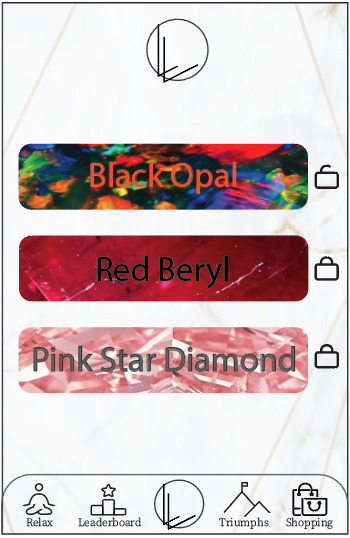 Black Opal
Red Beryl
Pink Star Diamond
Relax
Leaderboard
Triumphs
Shopping